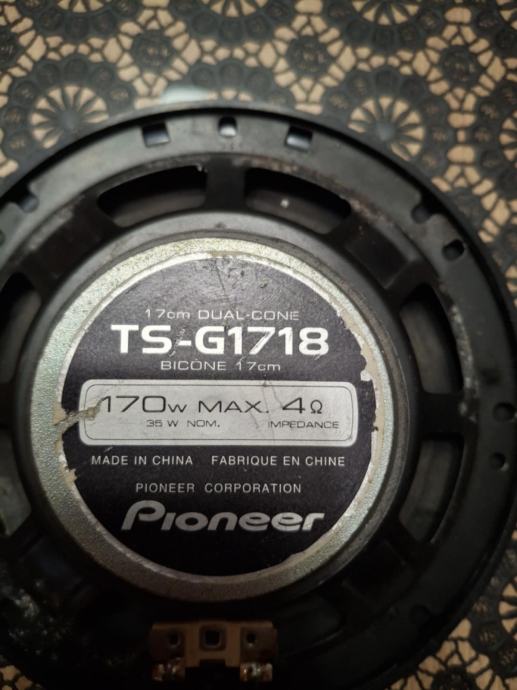 17cm DUAL-CONE
TS-G1718
BICONE 17cm
170W MAX. 4Ω
35 W NOM. IMPEDANCE
MADE IN CHINA FABRIQUE EN CHINE
PIONEER CORPORATION
Pioneer